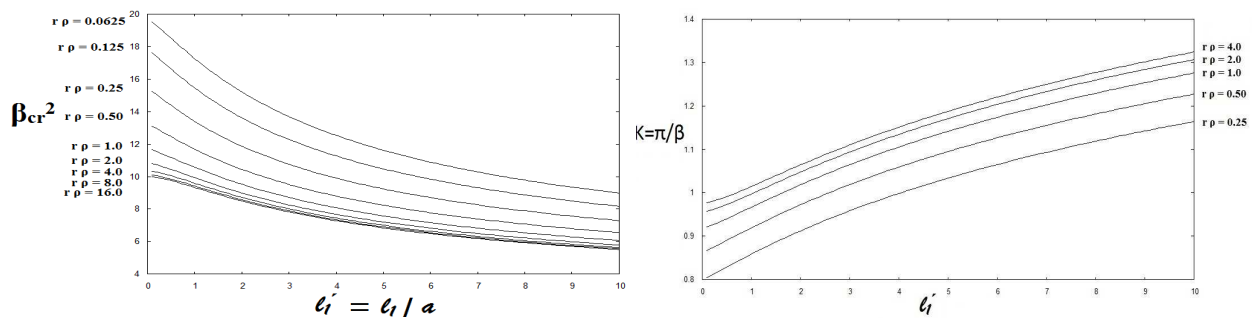 20
r ρ = 0.0625
18
r ρ = 0.125
16
r ρ = 0.25
βcr²
14
r ρ = 0.50
12
r ρ = 1.0
r ρ = 2.0
10
r ρ = 4.0
r ρ = 8.0
r ρ = 16.0
8
6
4
0 1 2 3 4 5 6 7 8 9 10
ℓ₁′ = ℓ₁ / a
1.4
1.3
1.2
1.1
K=π/β
1
0.9
0.8
r ρ = 4.0
r ρ = 2.0
r ρ = 1.0
r ρ = 0.50
r ρ = 0.25
0 1 2 3 4 5 6 7 8 9 10
ℓ₁′